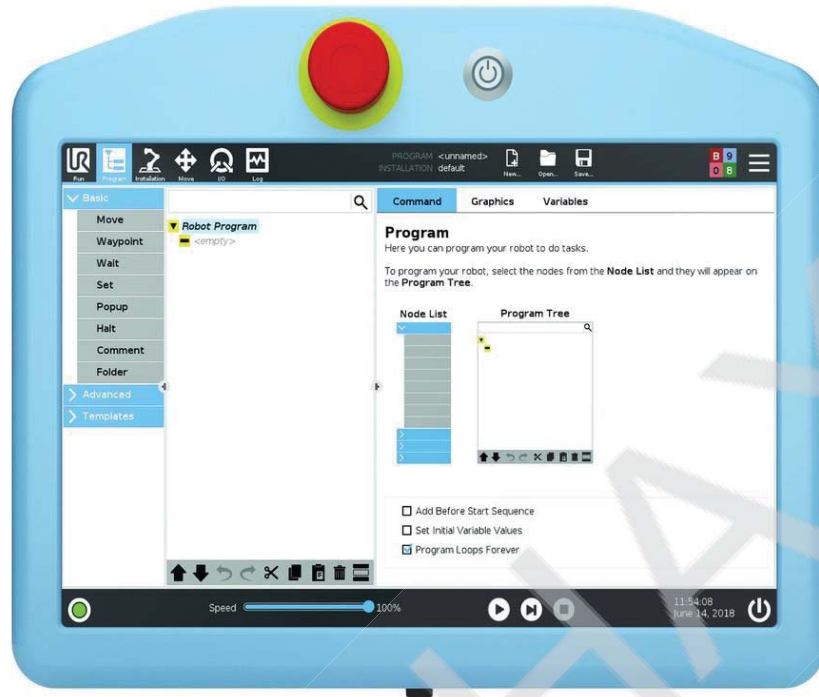 PROGRAM <unnamed>
INSTALLATION default
Run
Program
Installation
Move
I/O
Log
New...
Open...
Save...
B 9
0 8
Basic
Move
Waypoint
Wait
Set
Popup
Halt
Comment
Folder
Advanced
Templates
Robot Program
<empty>
Command Graphics Variables
Program
Here you can program your robot to do tasks.
To program your robot, select the nodes from the Node List and they will appear on
the Program Tree.
Node List Program Tree
Add Before Start Sequence
Set Initial Variable Values
Program Loops Forever
Speed 100%
11:54:08
June 14, 2018